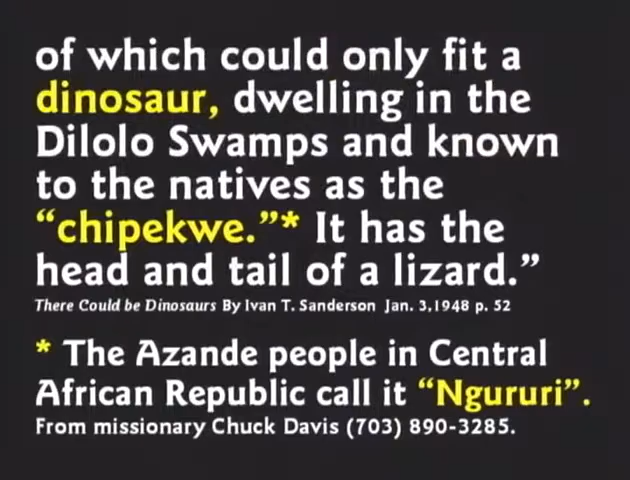 of which could only fit a
dinosaur, dwelling in the
Dilolo Swamps and known
to the natives as the
“chipekwe.”* It has the
head and tail of a lizard.”
There Could be Dinosaurs By Ivan T. Sanderson Jan. 3,1948 p. 52
* The Azande people in Central
African Republic call it “Ngururi”.
From missionary Chuck Davis (703) 890-3285.